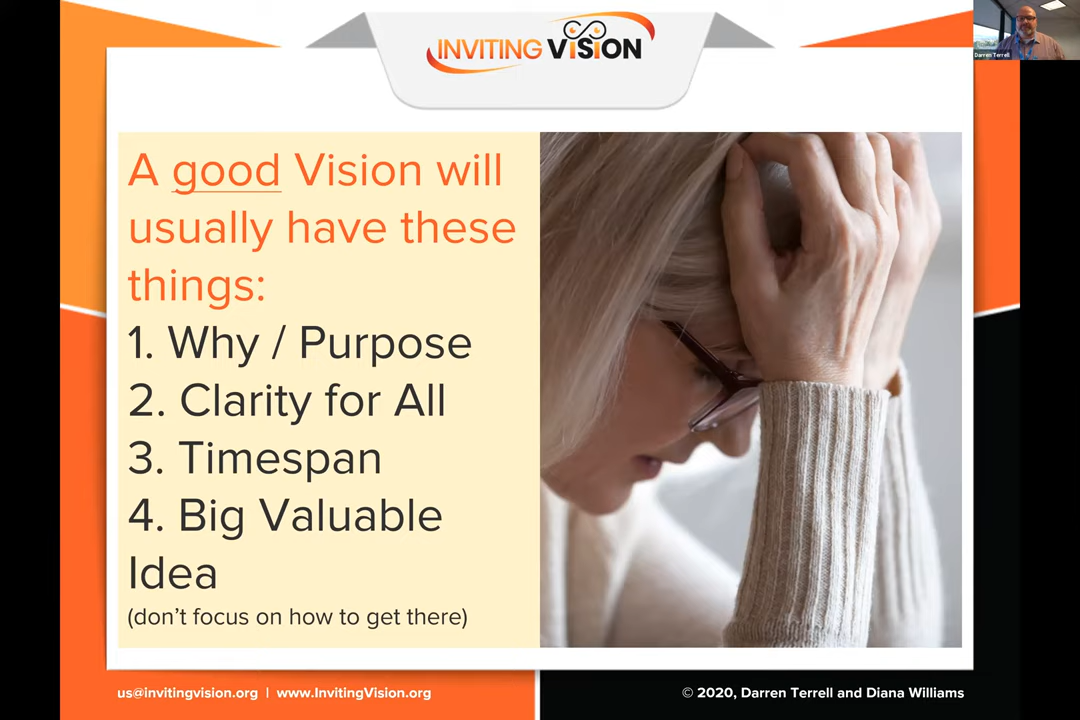 INVITING VISION
Darren Terrell
A good Vision will
usually have these
things:
1. Why / Purpose
2. Clarity for All
3. Timespan
4. Big Valuable
Idea
(don't focus on how to get there)
us@invitingvision.org | www.InvitingVision.org
© 2020, Darren Terrell and Diana Williams